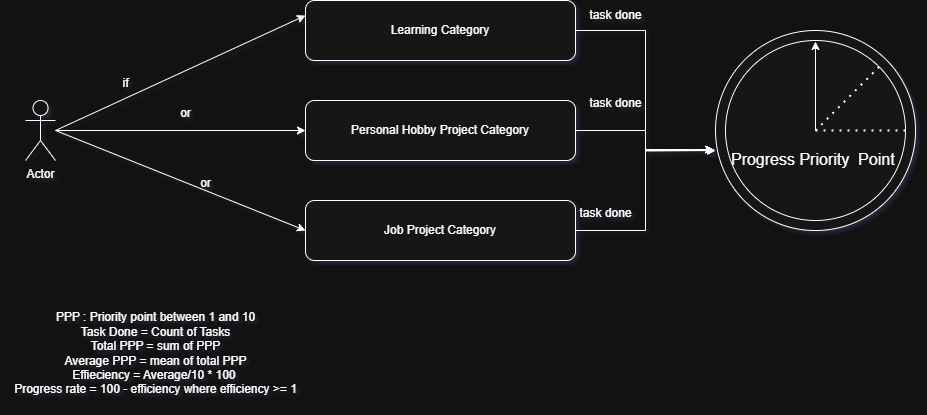 Learning Category
task done
if
Personal Hobby Project Category
task done
or
Actor
or
Job Project Category
task done
Progress Priority Point
PPP : Priority point between 1 and 10
Task Done = Count of Tasks
Total PPP = sum of PPP
Average PPP = mean of total PPP
Effieciency = Average/10 * 100
Progress rate = 100 - efficiency where efficiency >= 1